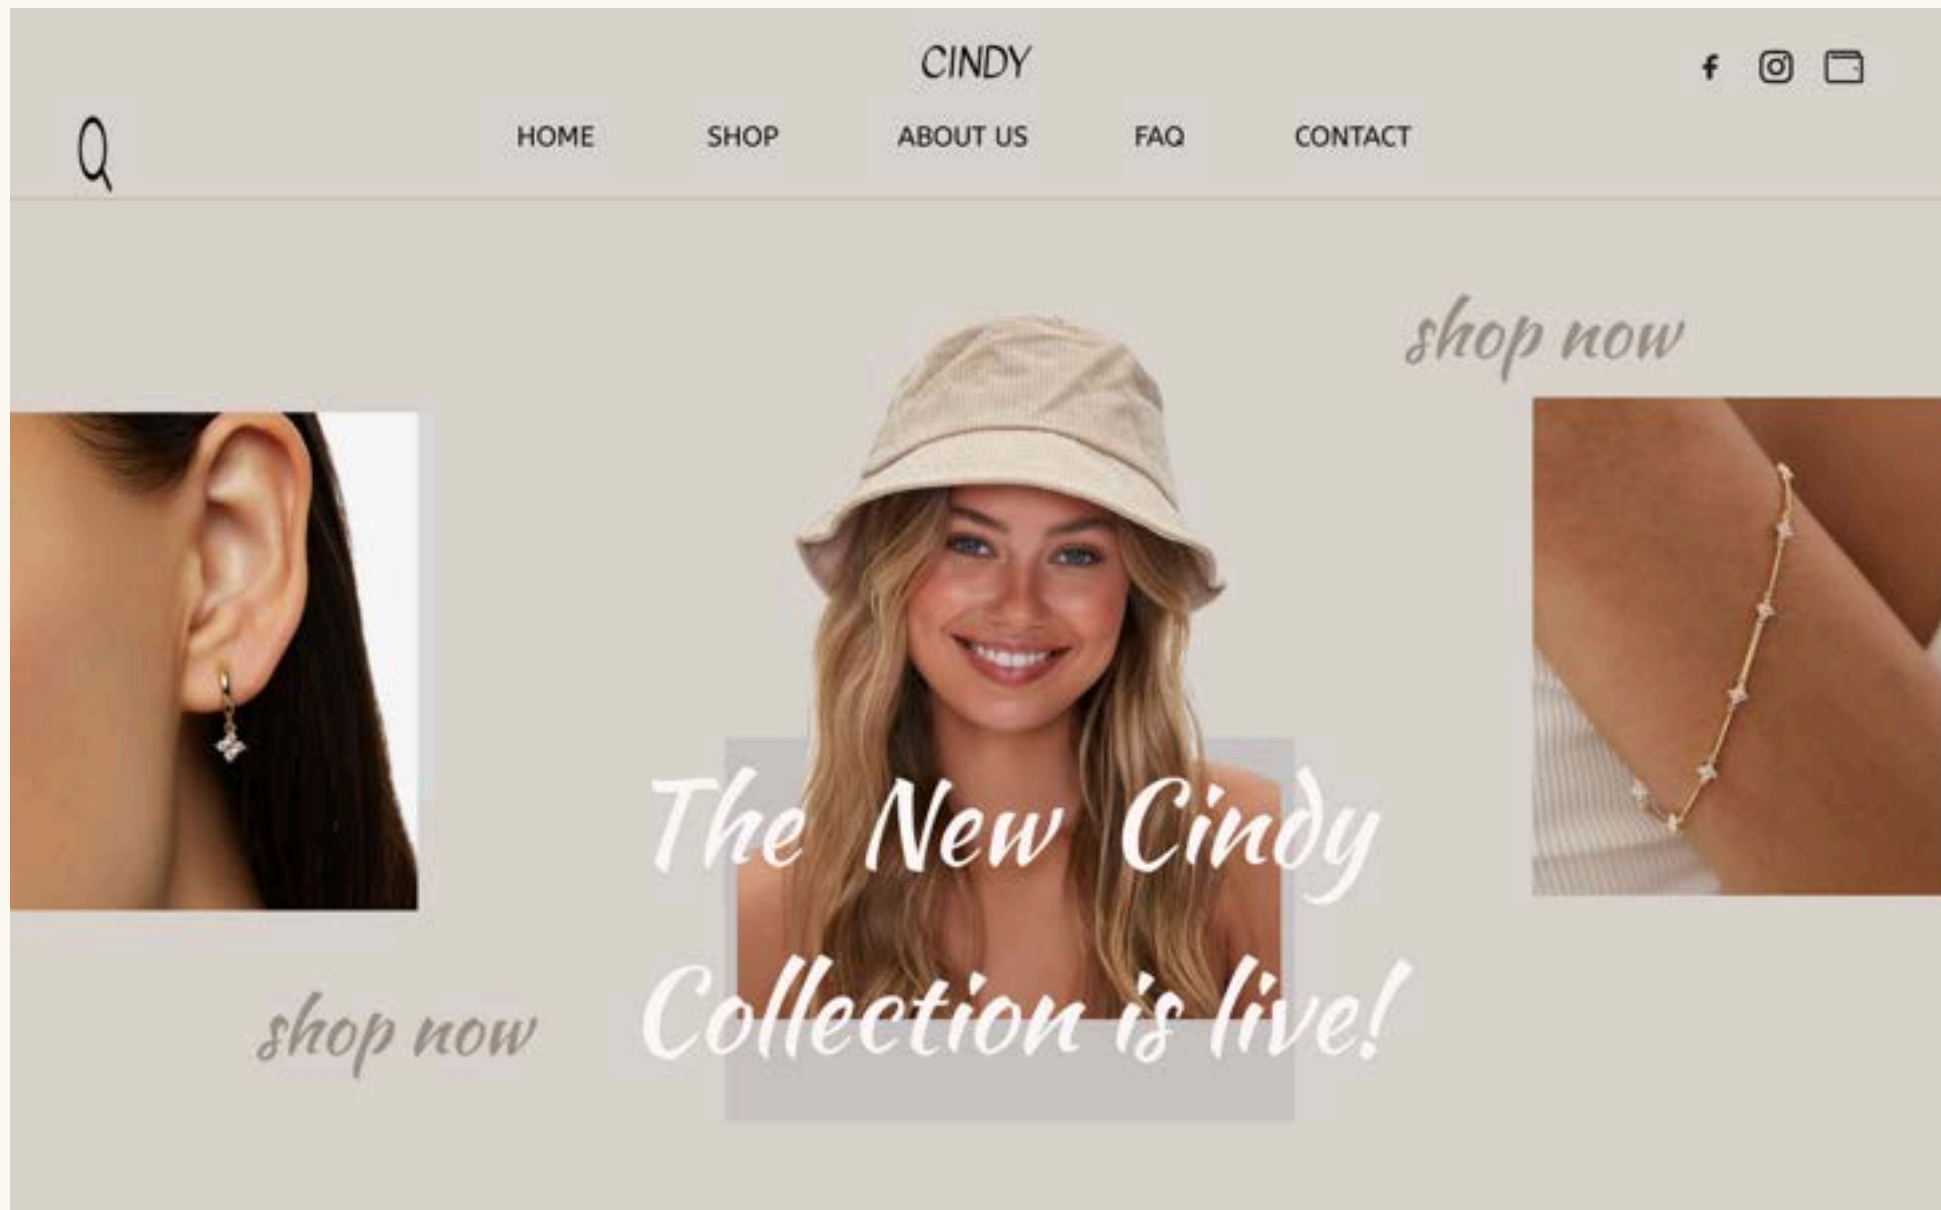 CINDY
HOME SHOP ABOUT US FAQ CONTACT
shop now
The New Cindy
Collection is live!
shop now